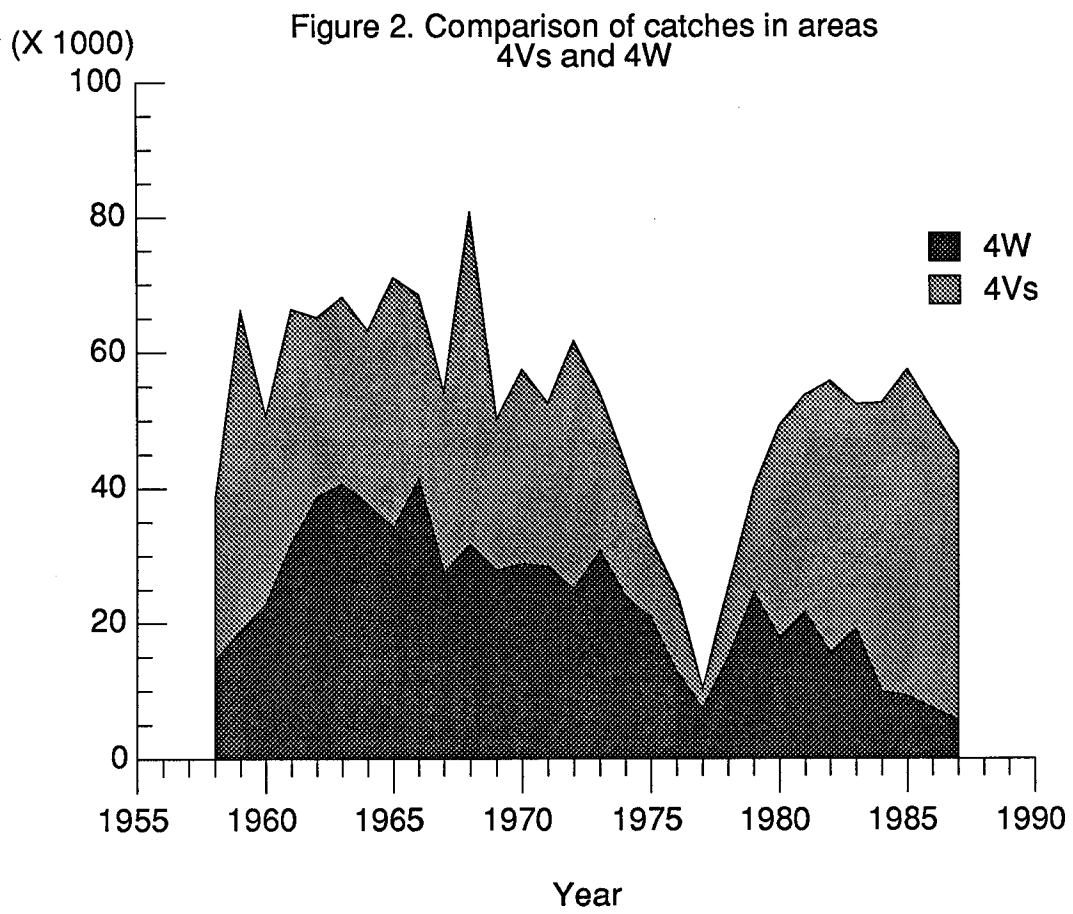 Figure 2. Comparison of catches in areas
4Vs and 4W
(X 1000)
100
80
60
40
20
0
4W
4Vs
1955 1960 1965 1970 1975 1980 1985 1990
Year